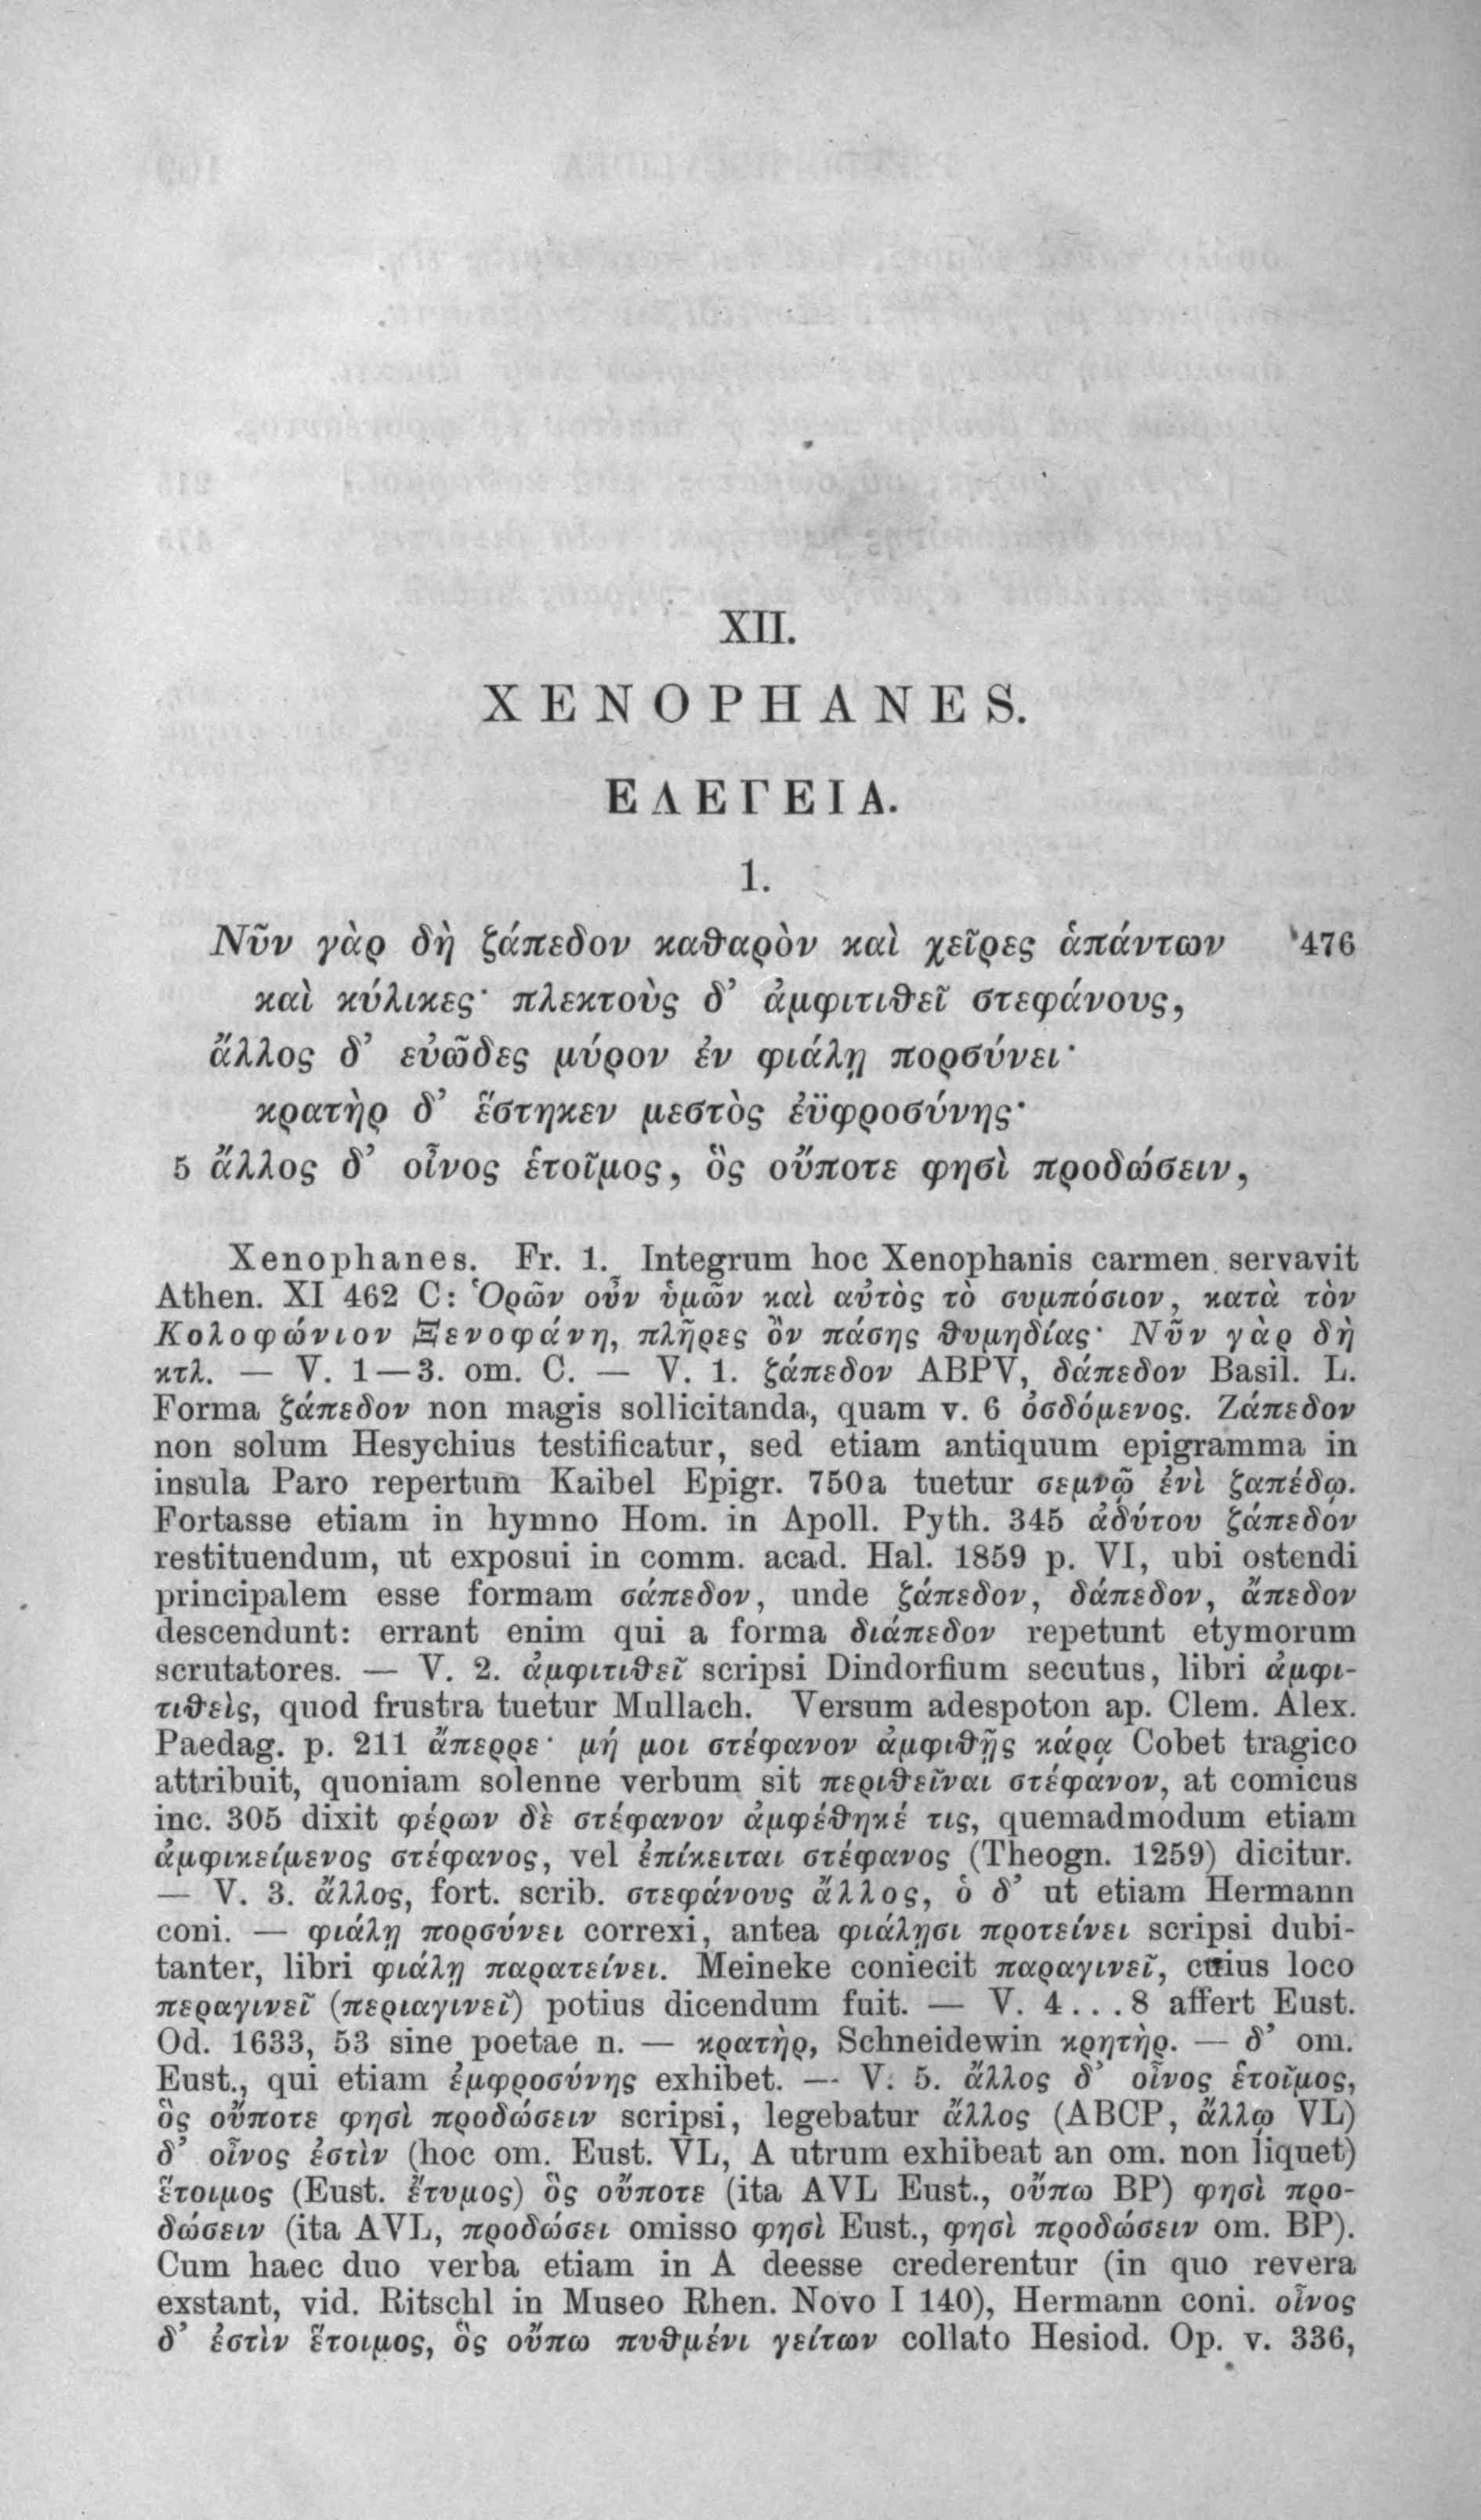 XII.
XENOPHANES.
ΕΛΕΓΕΙΑ.
1.
Νῦν γὰρ δὴ ζάπεδον καθαρὸν καὶ χεῖρες ἁπάντων 476
καὶ κύλικες· πλεκτοὺς δ’ ἀμφιτιθεῖ στεφάνους,
ἄλλος δ’ εὐῶδες μύρον ἐν φιάλῃ πορσύνει·
κρατὴρ δ’ ἕστηκεν μεστὸς ἐϋφροσύνης·
5 ἄλλος δ’ οἶνος ἑτοῖμος, ὃς οὔποτε φησὶ προδώσειν,
Xenophanes. Fr. 1. Integrum hoc Xenophanis carmen servavit
Athen. XI 462 C: Ὁρῶν οὖν ὑμῶν καὶ αὐτὸς τὸ συμπόσιον, κατὰ τὸν
Κολοφώνιον Ξενοφάνη, πλῆρες ὂν πάσης θυμηδίας· Νῦν γὰρ δὴ
κτλ. — V. 1—3. om. C. — V. 1. ζάπεδον ABPV, δάπεδον Basil. L.
Forma ζάπεδον non magis sollicitanda, quam v. 6 ὀσδόμενος. Ζάπεδον
non solum Hesychius testificatur, sed etiam antiquum epigramma in
insula Paro repertum Kaibel Epigr. 750a tuetur σεμνῷ ἐνὶ ζαπέδῳ.
Fortasse etiam in hymno Hom. in Apoll. Pyth. 345 ἀδύτου ζάπεδον
restituendum, ut exposui in comm. acad. Hal. 1859 p. VI, ubi ostendi
principalem esse formam σάπεδον, unde ζάπεδον, δάπεδον, ἄπεδον
descendunt: errant enim qui a forma διάπεδον repetunt etymorum
scrutatores. — V. 2. ἀμφιτιθεῖ scripsi Dindorfium secutus, libri ἀμφι-
τιθεὶς, quod frustra tuetur Mullach. Versum adespoton ap. Clem. Alex.
Paedag. p. 211 ἄπερρε· μή μοι στέφανον ἀμφιθῇς κάρᾳ Cobet tragico
attribuit, quoniam solenne verbum sit περιθεῖναι στέφανον, at comicus
inc. 305 dixit φέρων δὲ στέφανον ἀμφέθηκέ τις, quemadmodum etiam
ἀμφικείμενος στέφανος, vel ἐπίκειται στέφανος (Theogn. 1259) dicitur.
— V. 3. ἄλλος, fort. scrib. στεφάνους ἄλλος, ὁ δ’ ut etiam Hermann
coni. — φιάλῃ πορσύνει correxi, antea φιάλῃσι προτείνει scripsi dubi-
tanter, libri φιάλῃ παρατείνει. Meineke coniecit παραγινεῖ, cuius loco
περαγινεῖ (περιαγινεῖ) potius dicendum fuit. — V. 4...8 affert Eust.
Od. 1633, 53 sine poetae n. — κρατὴρ, Schneidewin κρητὴρ. — δ’ om.
Eust., qui etiam ἐμφροσύνης exhibet. — V. 5. ἄλλος δ’ οἶνος ἑτοῖμος,
ὃς οὔποτε φησὶ προδώσειν scripsi, legebatur ἄλλος (ABCP, ἄλλῳ VL)
δ’ οἶνος ἐστὶν (hoc om. Eust. VL, A utrum exhibeat an om. non liquet)
ἕτοιμος (Eust. ἔτυμος) ὃς οὔποτε (ita AVL Eust., οὔπω BP) φησὶ προ-
δώσειν (ita AVL, προδώσει omisso φησὶ Eust., φησὶ προδώσειν om. BP).
Cum haec duo verba etiam in A deesse crederentur (in quo revera
exstant, vid. Ritschl in Museo Rhen. Novo I 140), Hermann coni. οἶνος
δ’ ἐστὶν ἕτοιμος, ὃς οὔπω πυθμένι γείτων collato Hesiod. Op. v. 336,